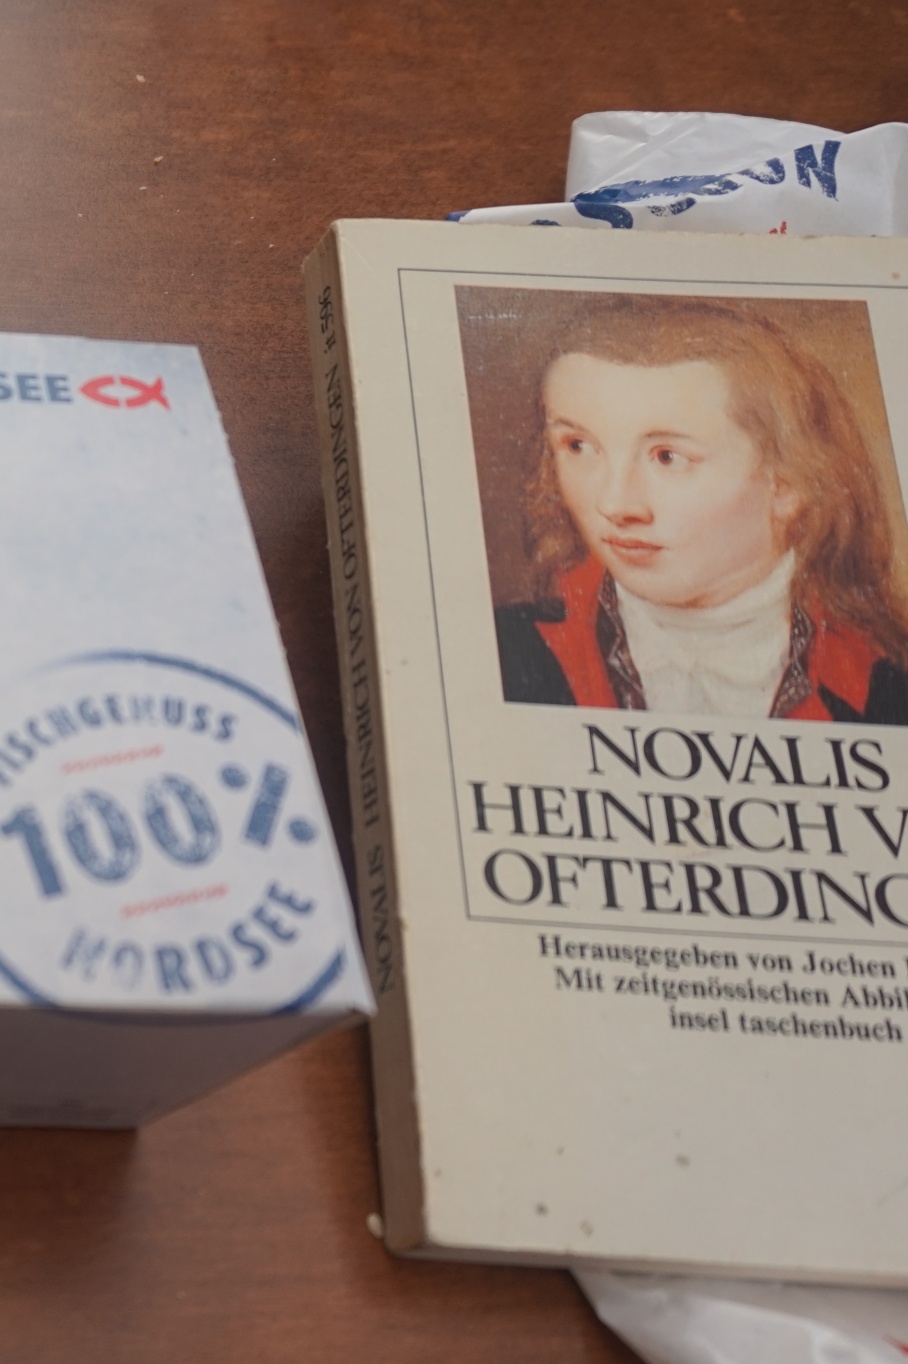 SEE
FISCHGENUSS
100%
NORDSEE
NOVALIS HEINRICH VON OFTERDINGEN it 596
NOVALIS
HEINRICH V
OFTERDING
Herausgegeben von Jochen
Mit zeitgenössischen Abbil
insel taschenbuch